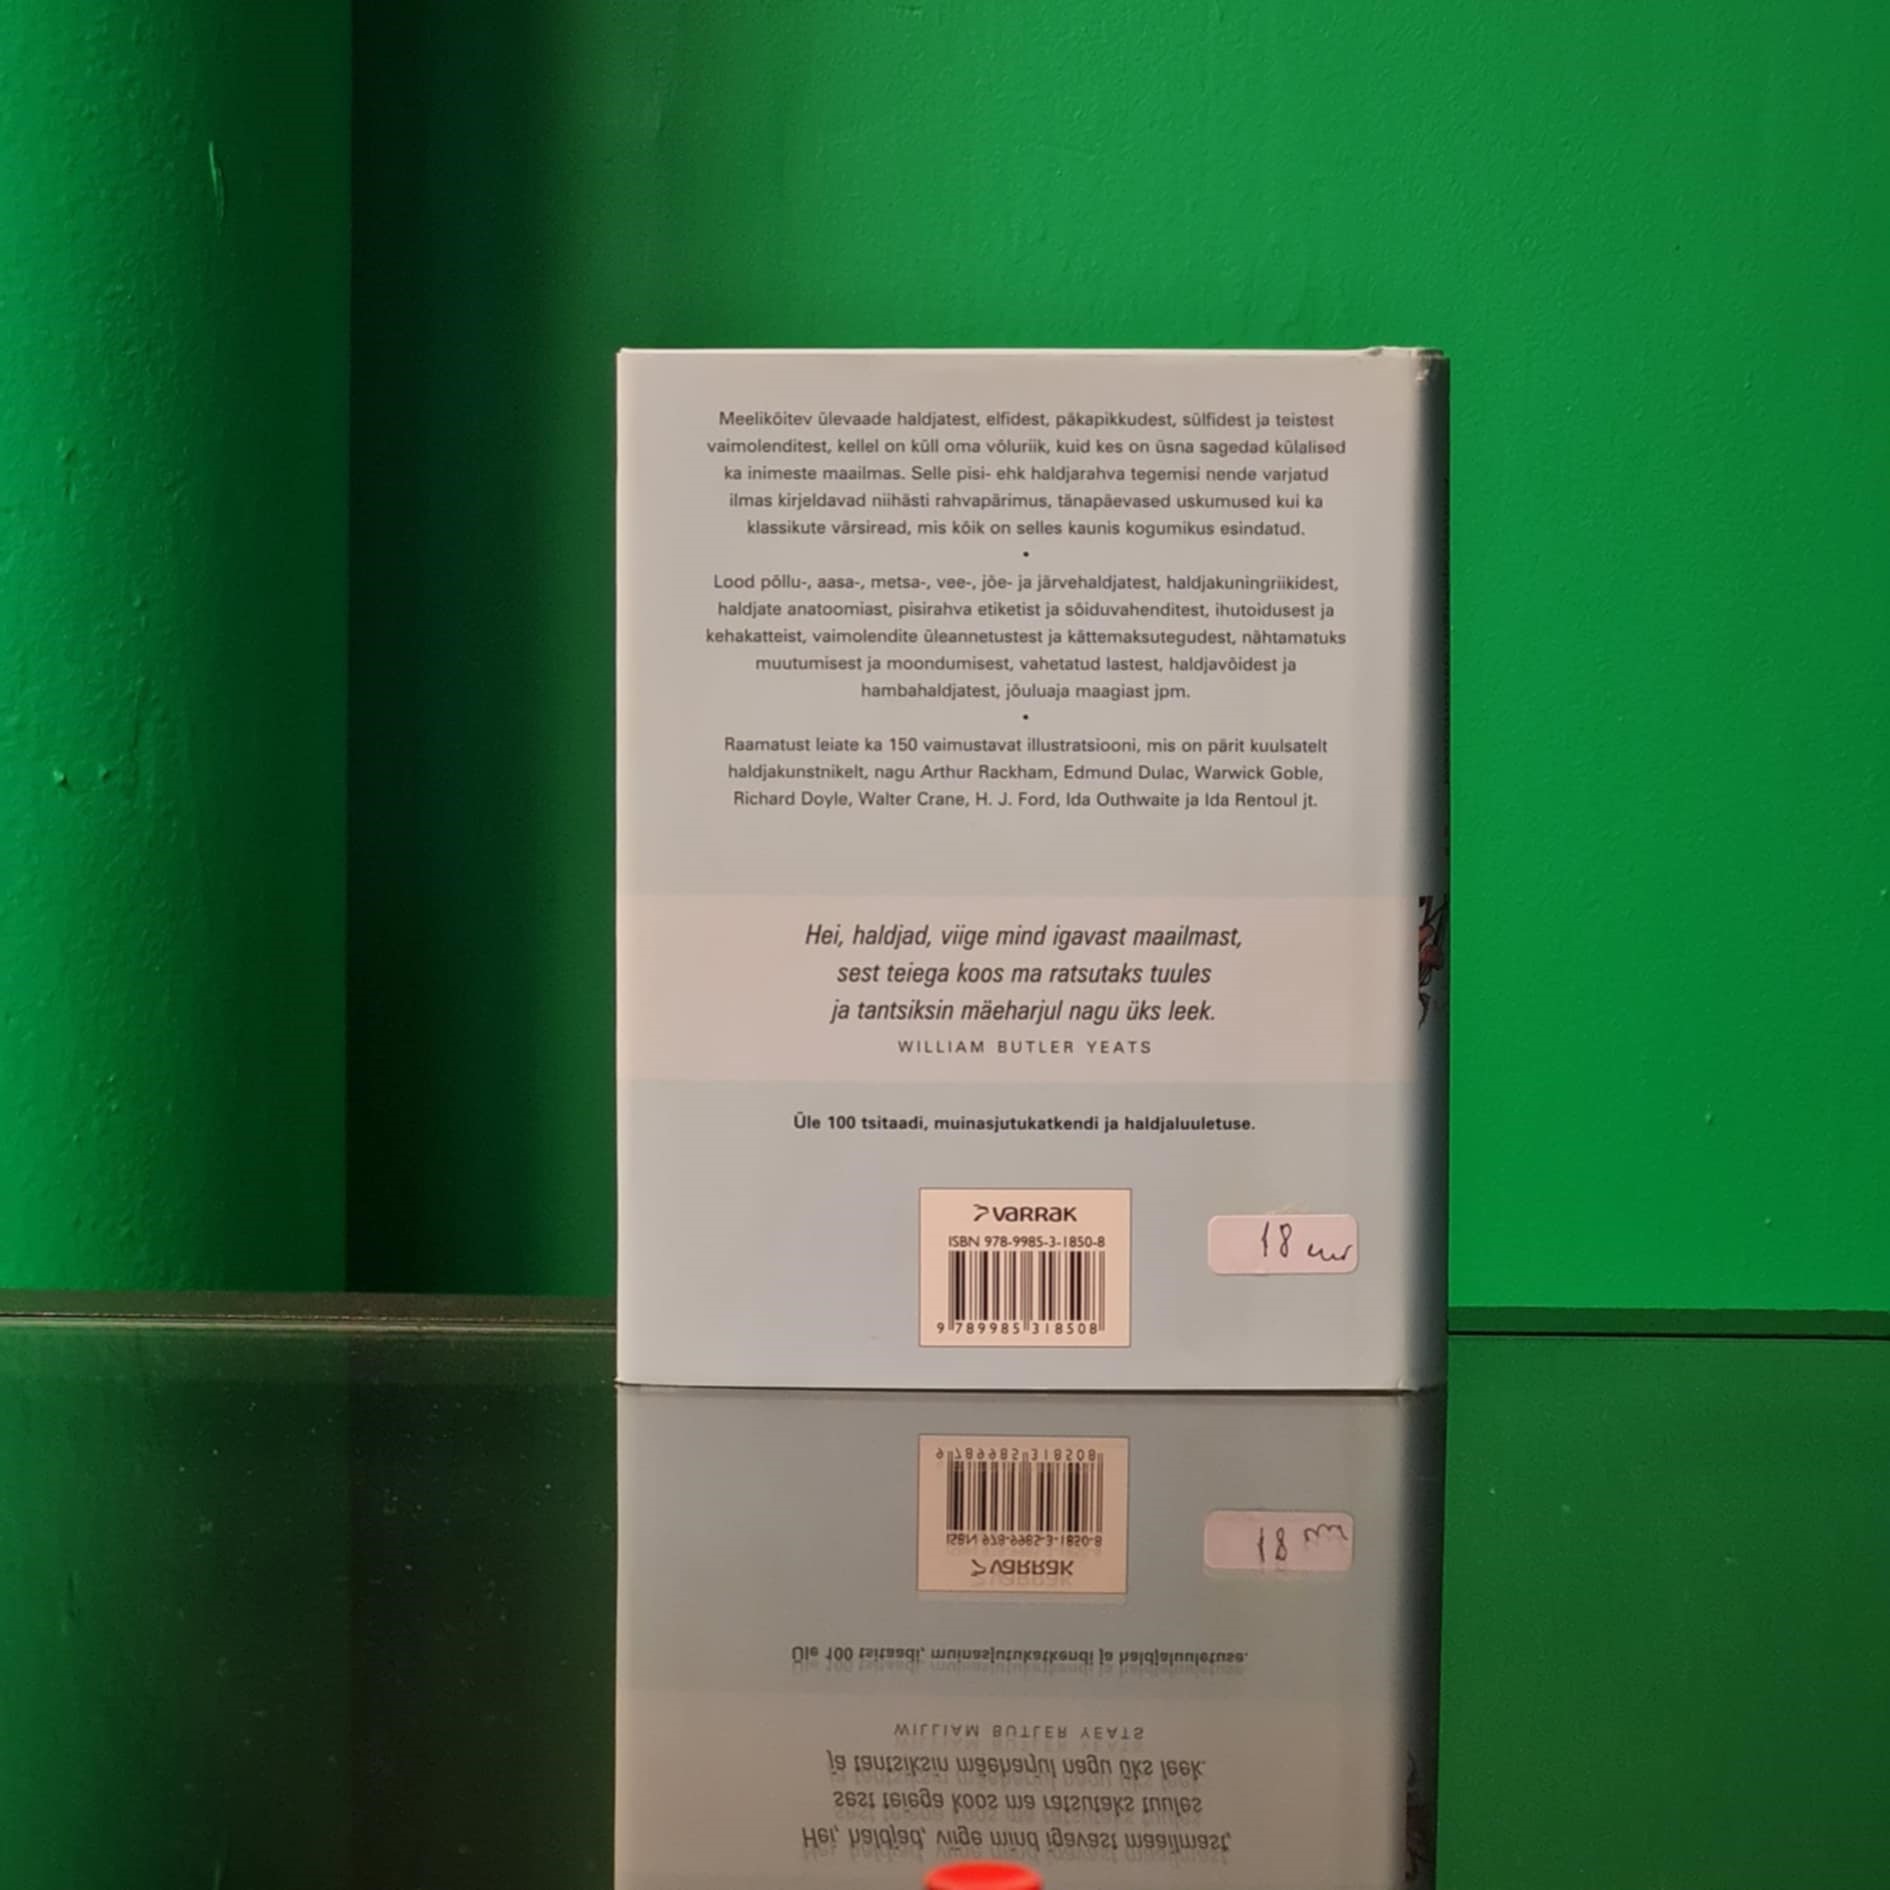 Meelikõitev ülevaade haldjatest, elfidest, päkapikkudest, sülfidest ja teistest
vaimolenditest, kellel on küll oma võluriik, kuid kes on üsna sagedad külalised
ka inimeste maailmas. Selle pisi- ehk haldjarahva tegemisi nende varjatud
ilmas kirjeldavad niihästi rahvapärimus, tänapäevased uskumused kui ka
klassikute värsiread, mis kõik on selles kaunis kogumikus esindatud.
•
Lood põllu-, aasa-, metsa-, vee-, jõe- ja järvehaldjatest, haldjakuningriikidest,
haldjate anatoomiast, pisirahva etiketist ja sõiduvahenditest, ihutoidusest ja
kehakatteist, vaimolendite üleannetustest ja kättemaksutegudest, nähtamatuks
muutumisest ja moondumisest, vahetatud lastest, haldjavõidest ja
hambahaldjatest, jõuluaja maagiast jpm.
•
Raamatust leiate ka 150 vaimustavat illustratsiooni, mis on pärit kuulsatelt
haldjakunstnikelt, nagu Arthur Rackham, Edmund Dulac, Warwick Goble,
Richard Doyle, Walter Crane, H. J. Ford, Ida Outhwaite ja Ida Rentoul jt.
Hei, haldjad, viige mind igavast maailmast,
sest teiega koos ma ratsutaks tuules
ja tantsiksin mäeharjul nagu üks leek.
WILLIAM BUTLER YEATS
Üle 100 tsitaadi, muinasjutukatkendi ja haldjaluuletuse.
VARRAK
ISBN 978-9985-3-1850-8
9 789985 318508
18 eur